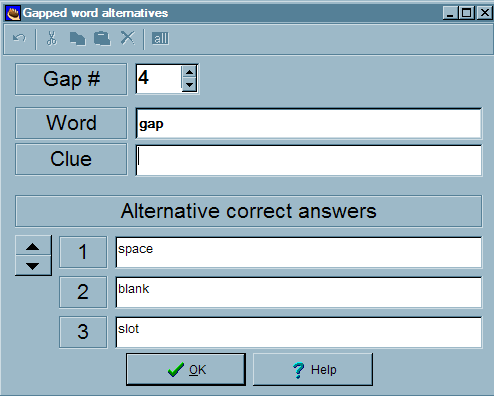 Gapped word alternatives
all
Gap # 4
Word gap
Clue
Alternative correct answers
1 space
2 blank
3 slot
OK ? Help